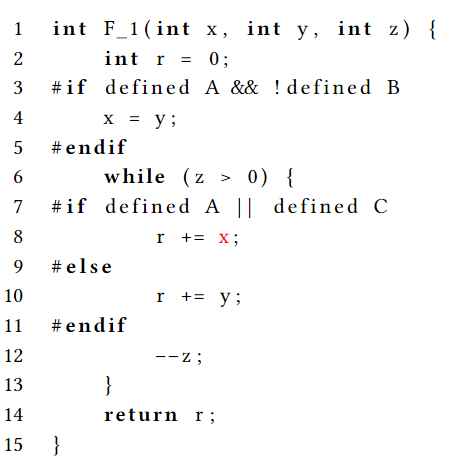 1 int F_1(int x, int y, int z) {
2 int r = 0;
3 #if defined A && !defined B
4 x = y;
5 #endif
6 while (z > 0) {
7 #if defined A || defined C
8 r += x;
9 #else
10 r += y;
11 #endif
12 --z;
13 }
14 return r;
15 }